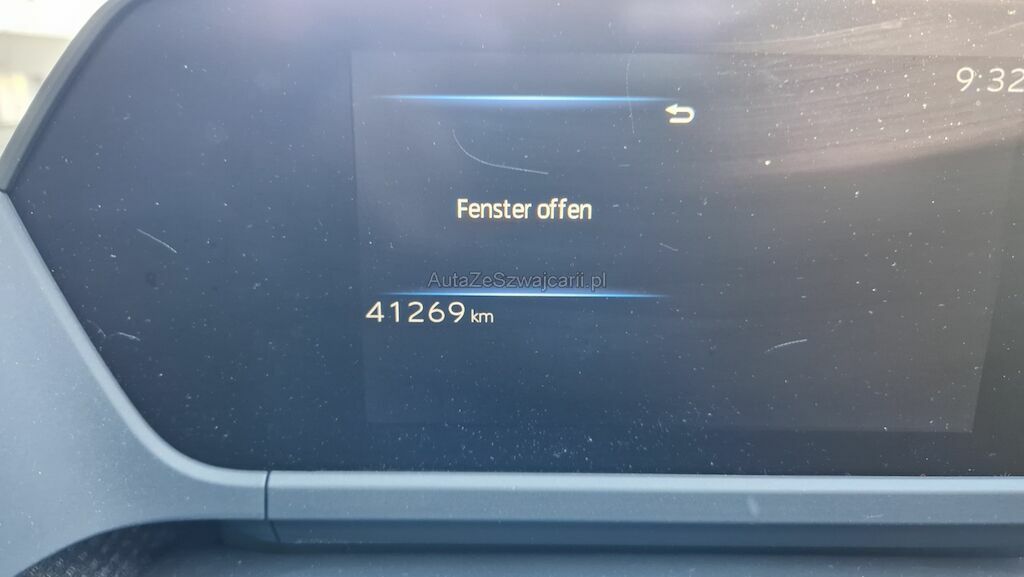 9:32
Fenster offen
AutaZeSzwajcarii.pl
41269 km